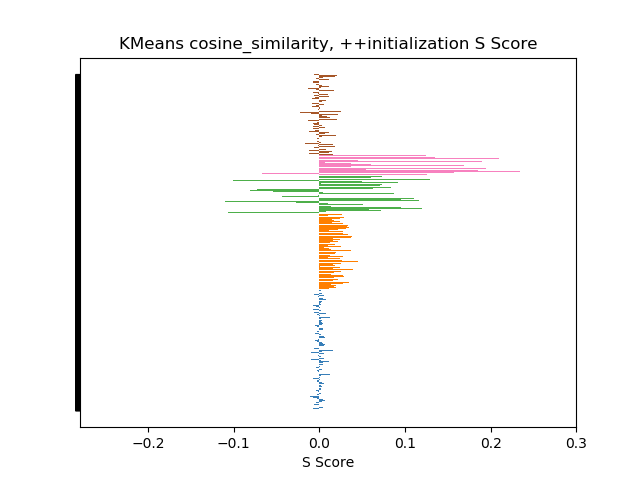 KMeans cosine_similarity, ++initialization S Score
−0.2 −0.1 0.0 0.1 0.2 0.3
S Score